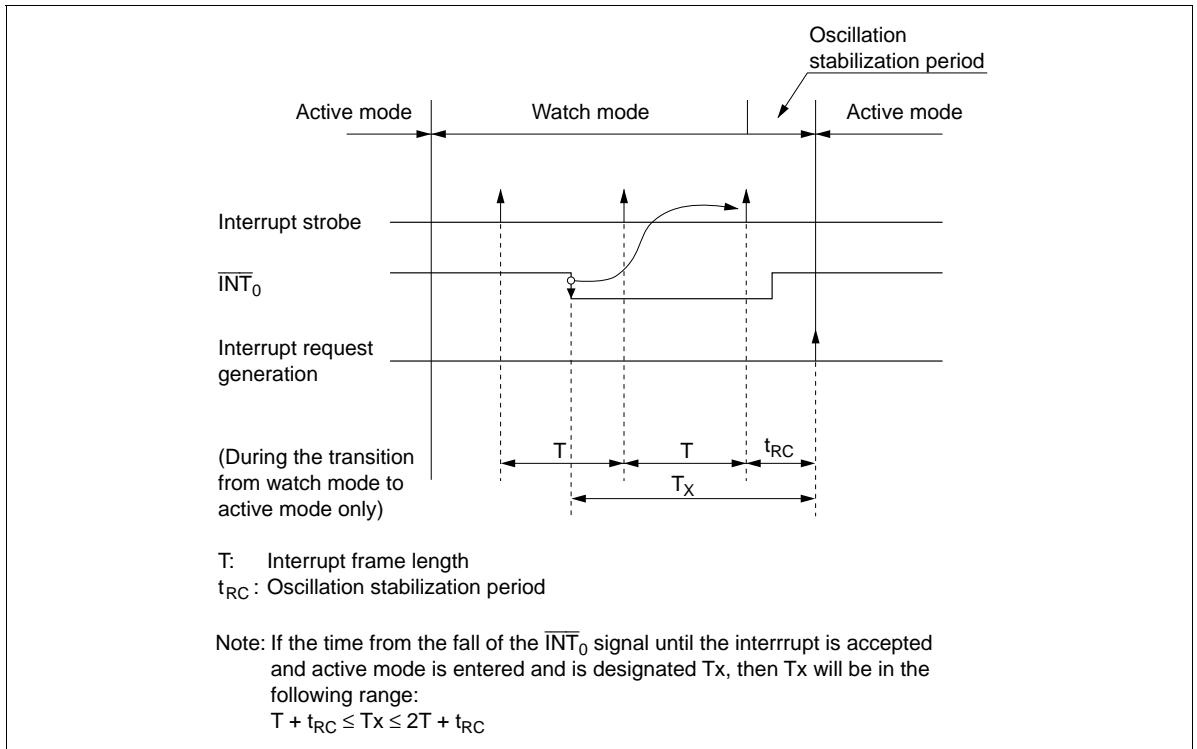 Oscillation
stabilization period
Active mode
Watch mode
Active mode
Interrupt strobe
INT0
Interrupt request
generation
T
T
tRC
(During the transition
from watch mode to
active mode only)
TX
T: Interrupt frame length
tRC : Oscillation stabilization period
Note: If the time from the fall of the INT0 signal until the interrrupt is accepted
and active mode is entered and is designated Tx, then Tx will be in the
following range:
T + tRC ≤ Tx ≤ 2T + tRC